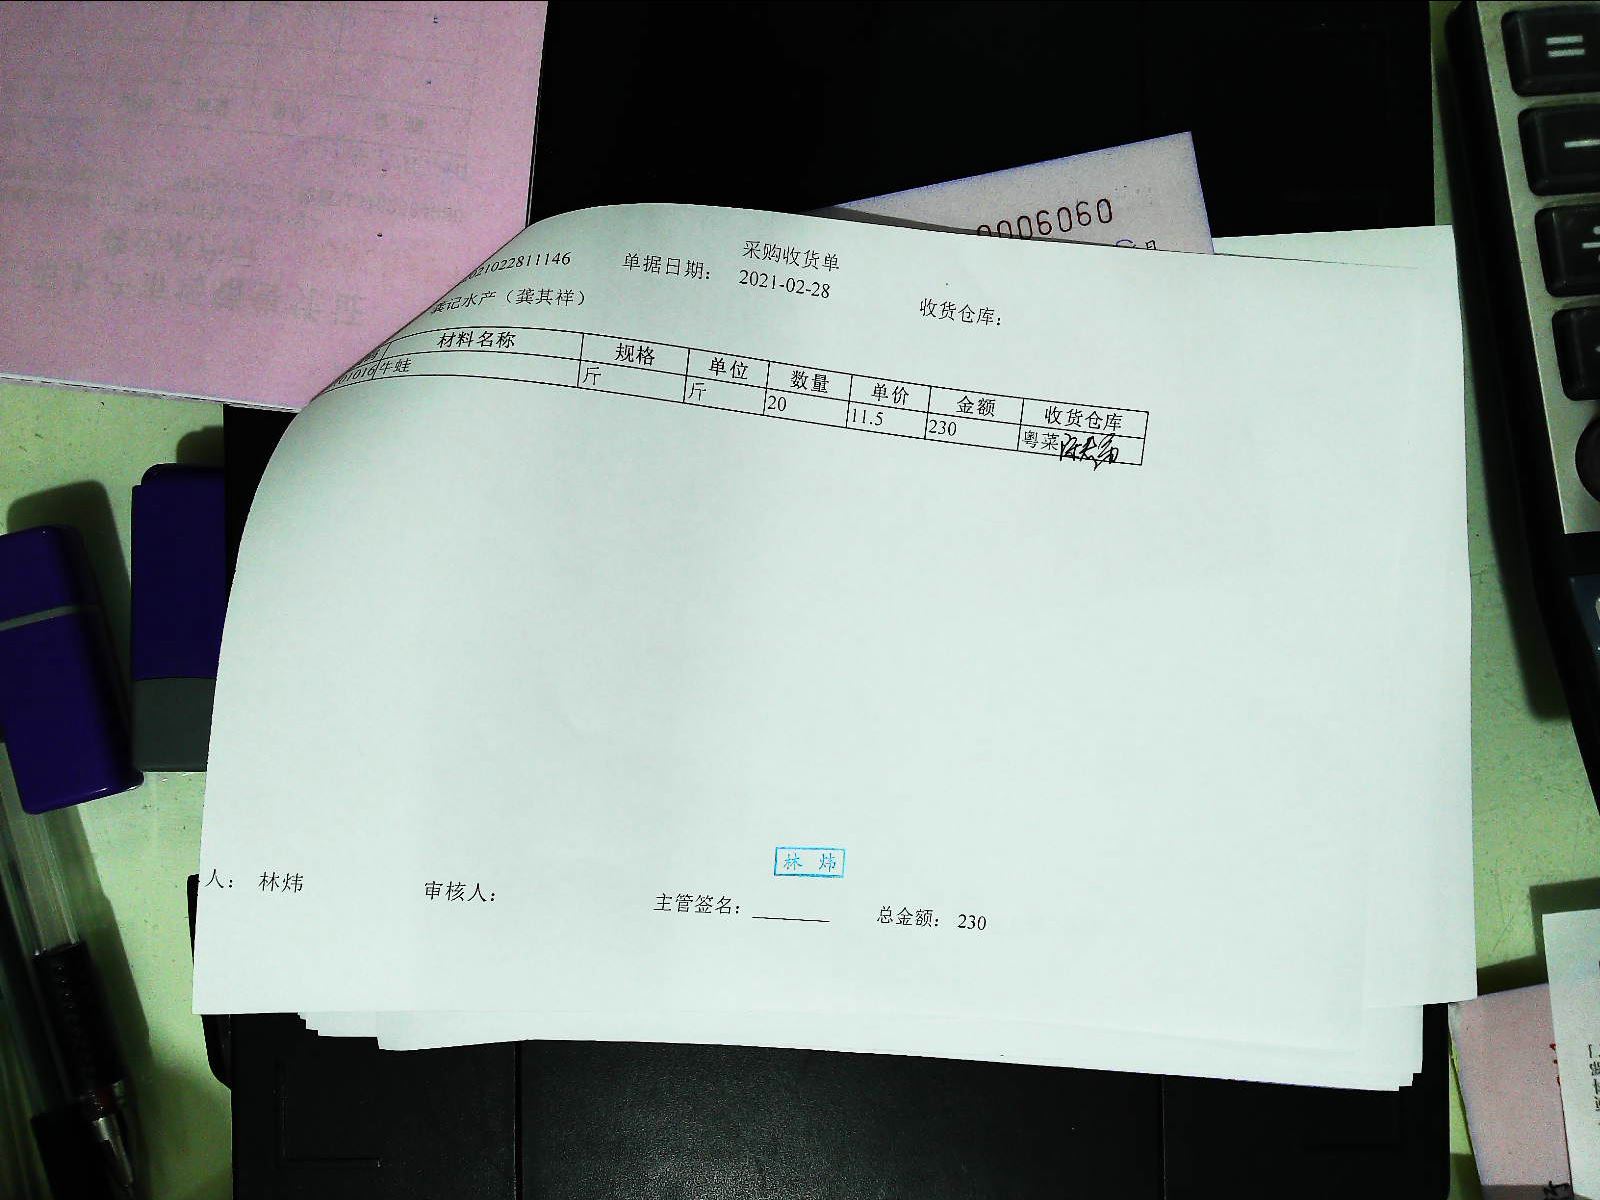 0006060
采购收货单
021022811146 单据日期： 2021-02-28 收货仓库：
龚记水产（龚其祥）
材料名称 规格 单位 数量 单价 金额 收货仓库
01016 牛蛙 斤 斤 20 11.5 230 粤菜
林 炜
人： 林炜 审核人： 主管签名： 总金额： 230